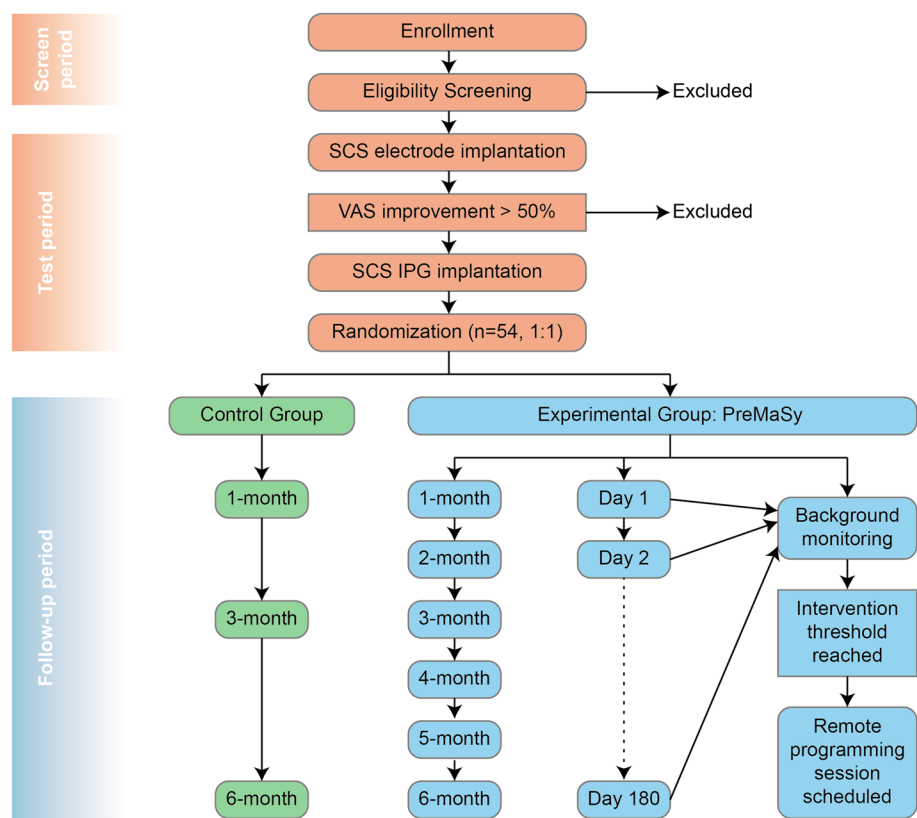 Screen
period
Enrollment
Eligibility Screening
Excluded
Test period
SCS electrode implantation
VAS improvement > 50%
Excluded
SCS IPG implantation
Randomization (n=54, 1:1)
Follow-up period
Control Group
1-month
3-month
6-month
Experimental Group: PreMaSy
1-month
2-month
3-month
4-month
5-month
6-month
Day 1
Day 2
Day 180
Background
monitoring
Intervention
threshold
reached
Remote
programming
session
scheduled